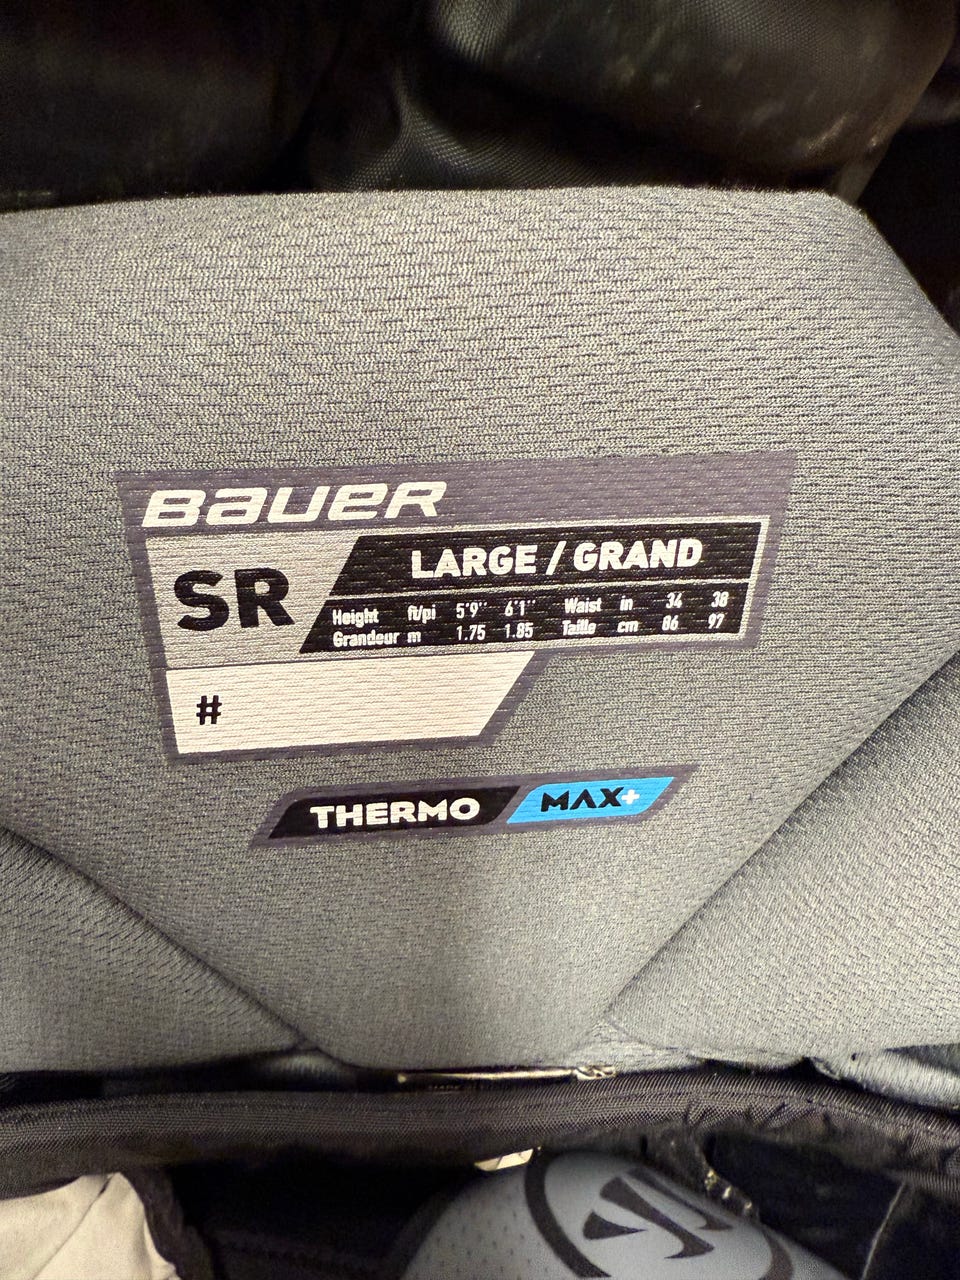 BAUER
SR
LARGE / GRAND
Height ft/pi 5'9'' 6'1'' Waist in 34 38
Grandeur m 1.75 1.85 Taille cm 86 97
#
THERMO MAX+